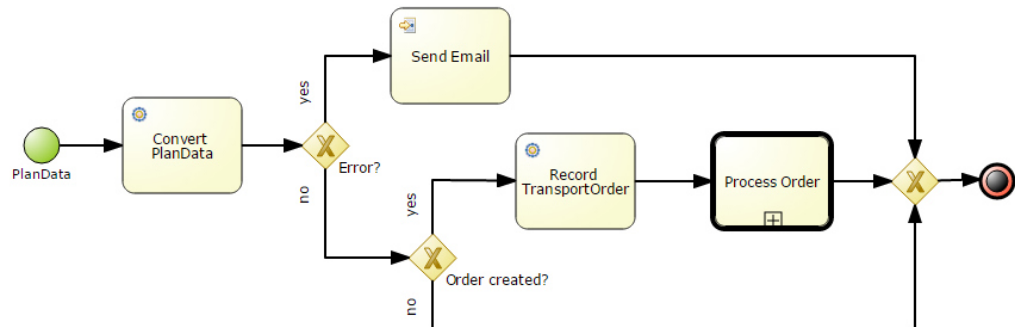 Send Email
yes
Convert
PlanData
PlanData
Error?
no
Record
TransportOrder
Process Order
yes
Order created?
no